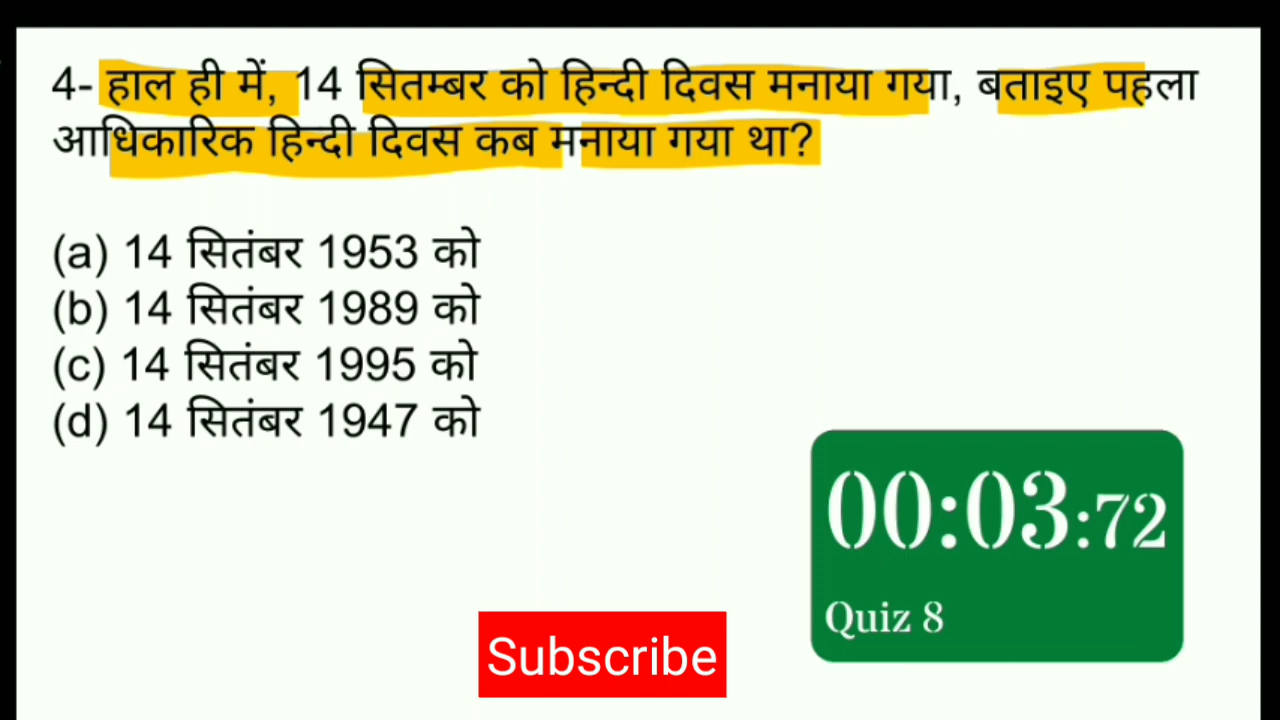 4- हाल ही में, 14 सितम्बर को हिन्दी दिवस मनाया गया, बताइए पहला
आधिकारिक हिन्दी दिवस कब मनाया गया था?
(a) 14 सितंबर 1953 को
(b) 14 सितंबर 1989 को
(c) 14 सितंबर 1995 को
(d) 14 सितंबर 1947 को
00:03:72
Quiz 8
Subscribe